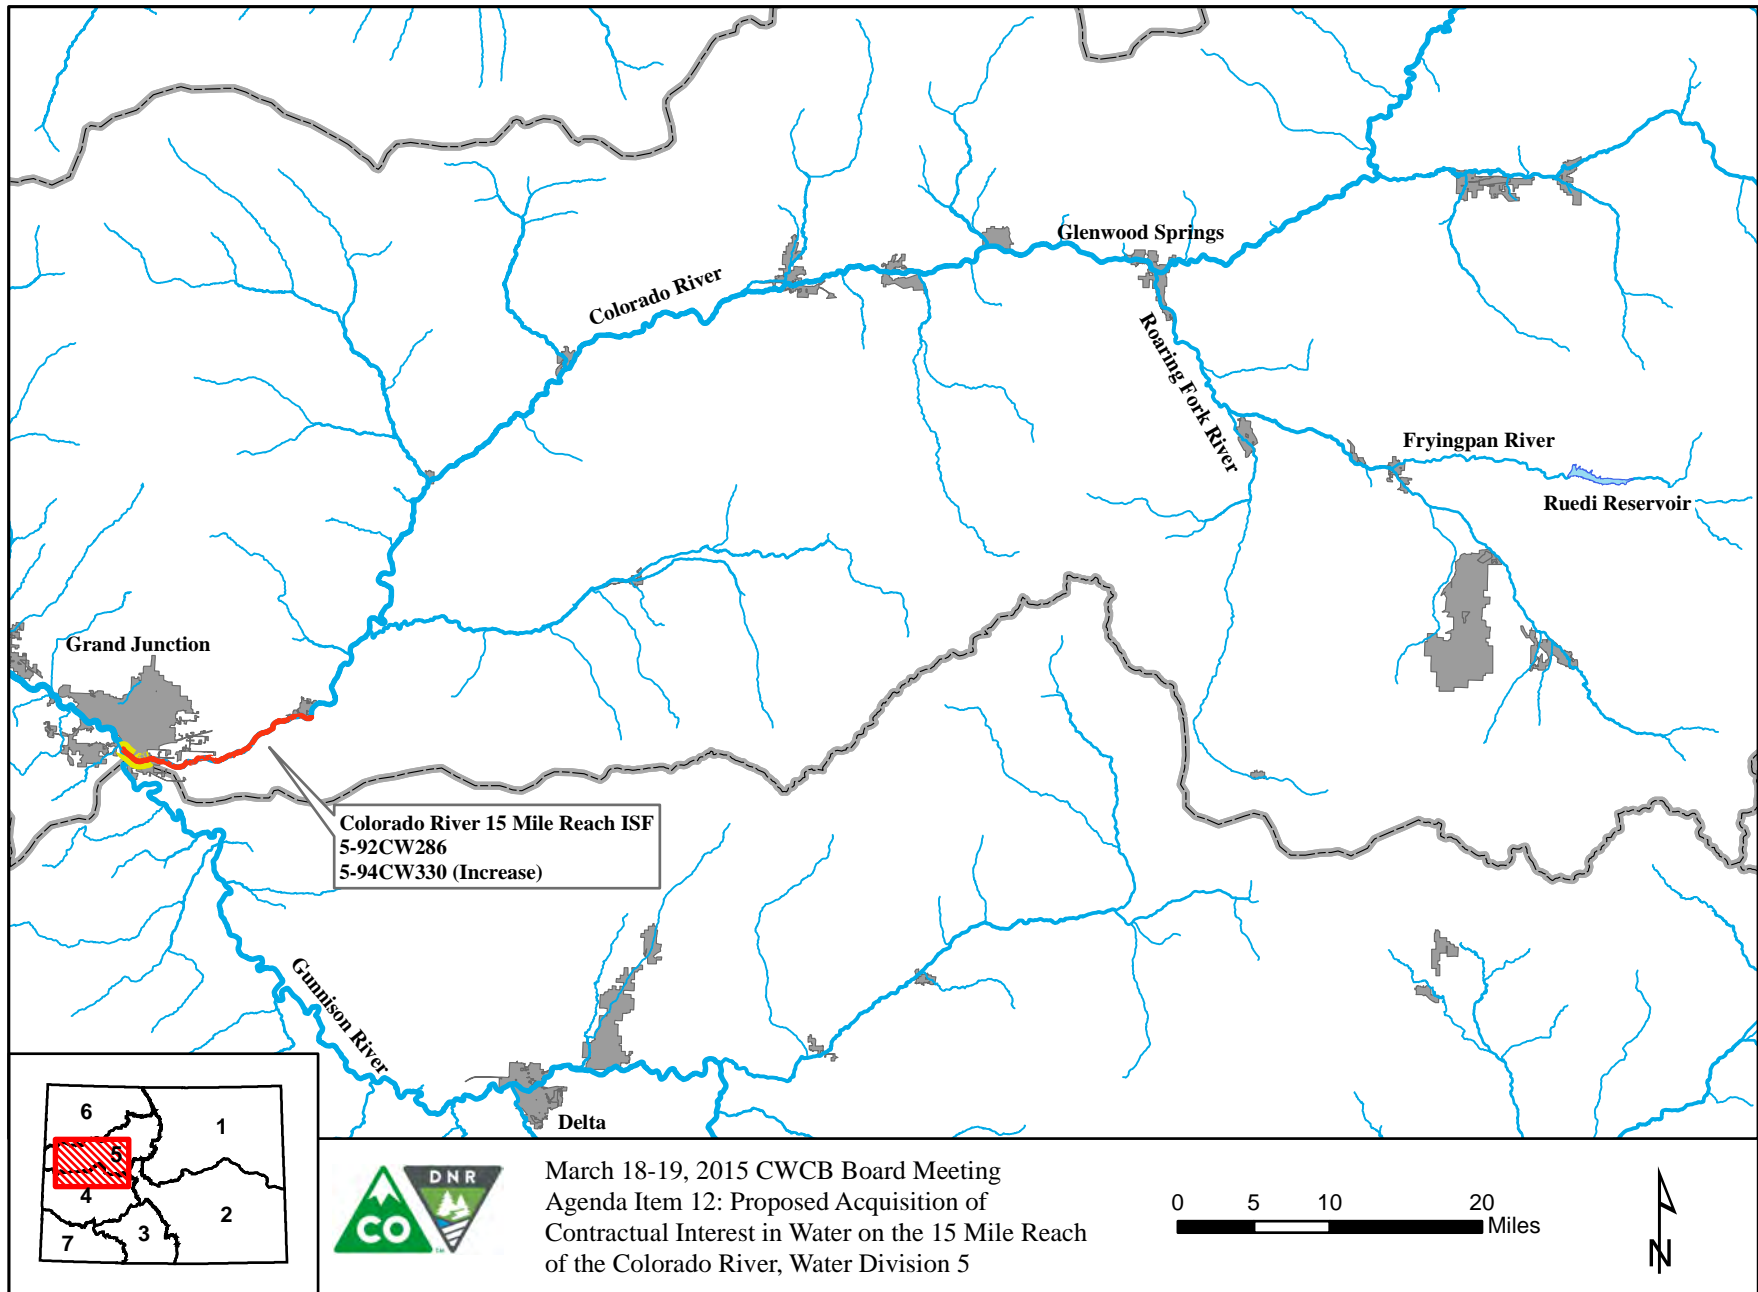 Glenwood Springs
Colorado River
Roaring Fork River
Fryingpan River
Ruedi Reservoir
Grand Junction
Colorado River 15 Mile Reach ISF
5-92CW286
5-94CW330 (Increase)
Gunnison River
Delta
6
1
5
4
2
3
7
CO
TM
DNR
March 18-19, 2015 CWCB Board Meeting
Agenda Item 12: Proposed Acquisition of
Contractual Interest in Water on the 15 Mile Reach
of the Colorado River, Water Division 5
0 5 10 20
Miles
N